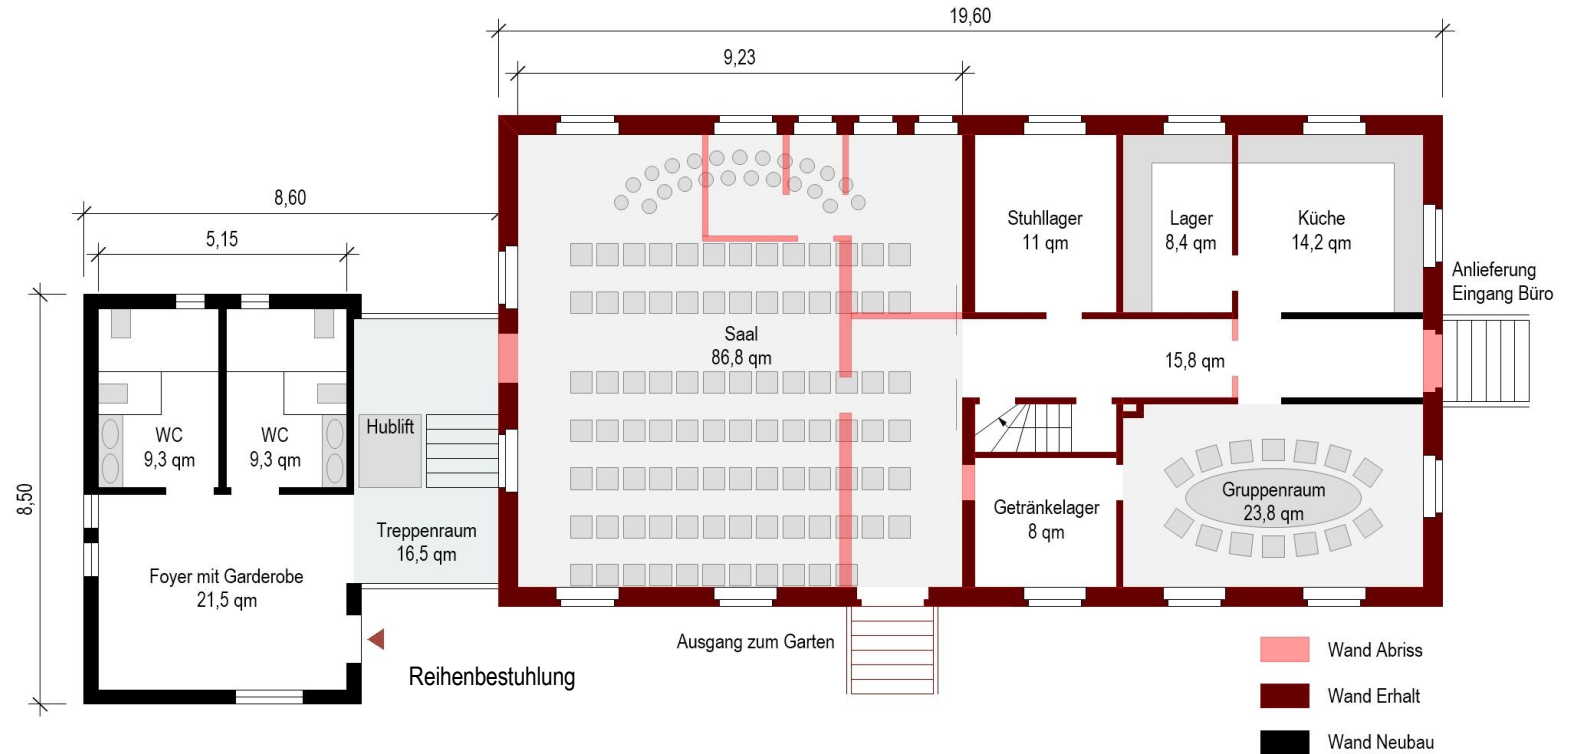 19,60
9,23
8,60
5,15
8,50
Stuhllager
11 qm
Lager
8,4 qm
Küche
14,2 qm
Anlieferung
Eingang Büro
Saal
86,8 qm
15,8 qm
Hublift
WC
9,3 qm
WC
9,3 qm
Treppenraum
16,5 qm
Getränkelager
8 qm
Gruppenraum
23,8 qm
Foyer mit Garderobe
21,5 qm
Ausgang zum Garten
Reihenbestuhlung
Wand Abriss
Wand Erhalt
Wand Neubau